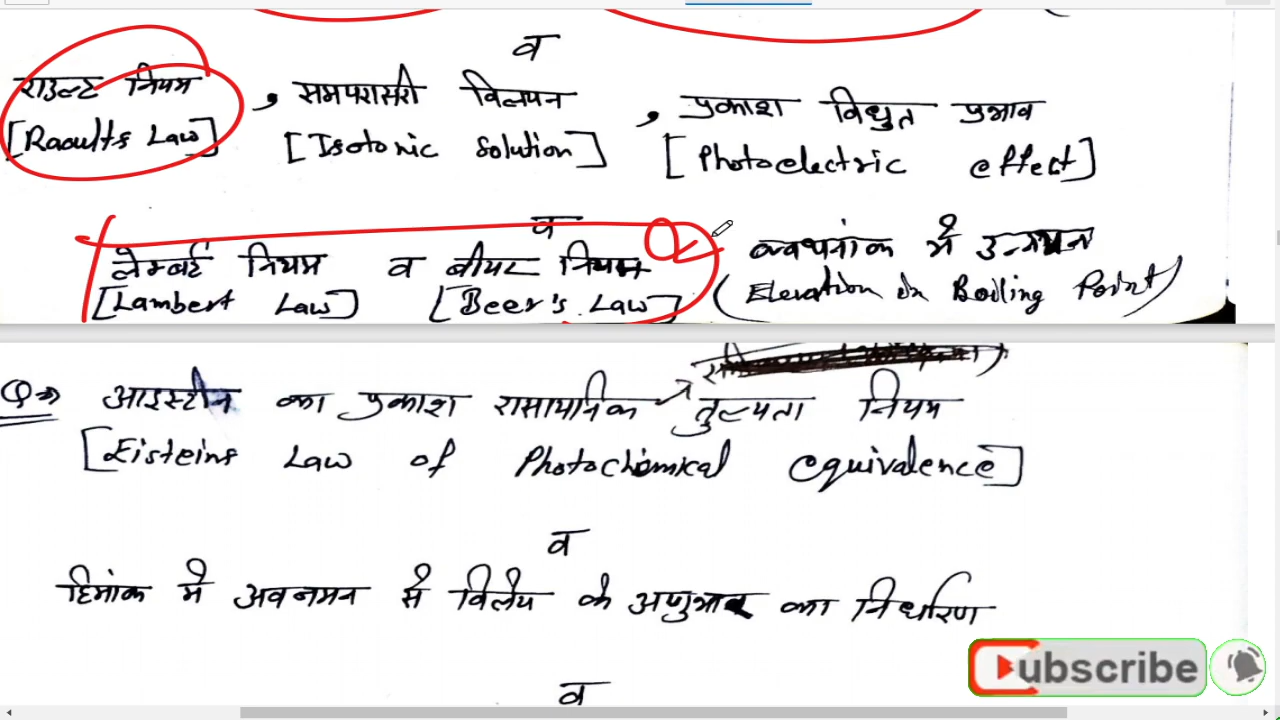 व
राउल्ट नियम , समपरासरी विलयन , प्रकाश विधुत प्रभाव
[Raoults Law] [Isotonic Solution] [Photoelectric effect]
व
लेम्बर्ट नियम व बीयर नियम क्वथनांक में उन्नयन
[Lambert Law] [Beer's Law] (Elevation in Boiling Point)
Q⇒ आइस्टीन का प्रकाश रासायनिक तुल्यता नियम
[Eisteins Law of Photochemical equivalence]
व
हिमांक में अवनमन से विलेय के अणुभार का निर्धारण
ubscribe
व